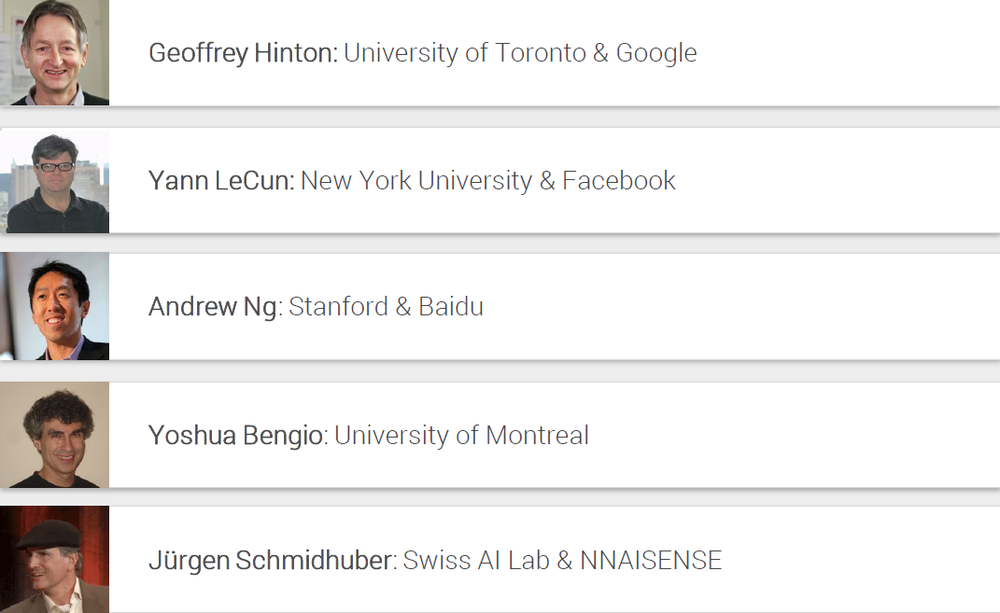 Geoffrey Hinton: University of Toronto & Google
Yann LeCun: New York University & Facebook
Andrew Ng: Stanford & Baidu
Yoshua Bengio: University of Montreal
Jürgen Schmidhuber: Swiss AI Lab & NNAISENSE